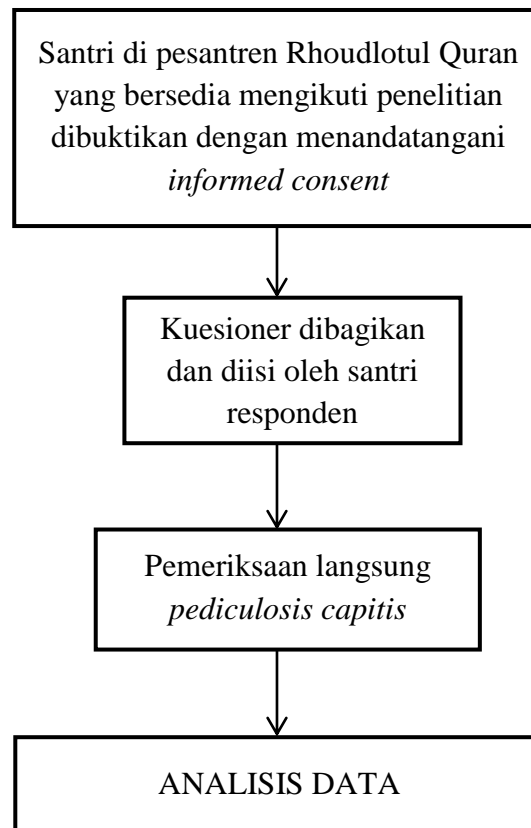 Santri di pesantren Rhoudlotul Quran
yang bersedia mengikuti penelitian
dibuktikan dengan menandatangani
informed consent
Kuesioner dibagikan
dan diisi oleh santri
responden
Pemeriksaan langsung
pediculosis capitis
ANALISIS DATA